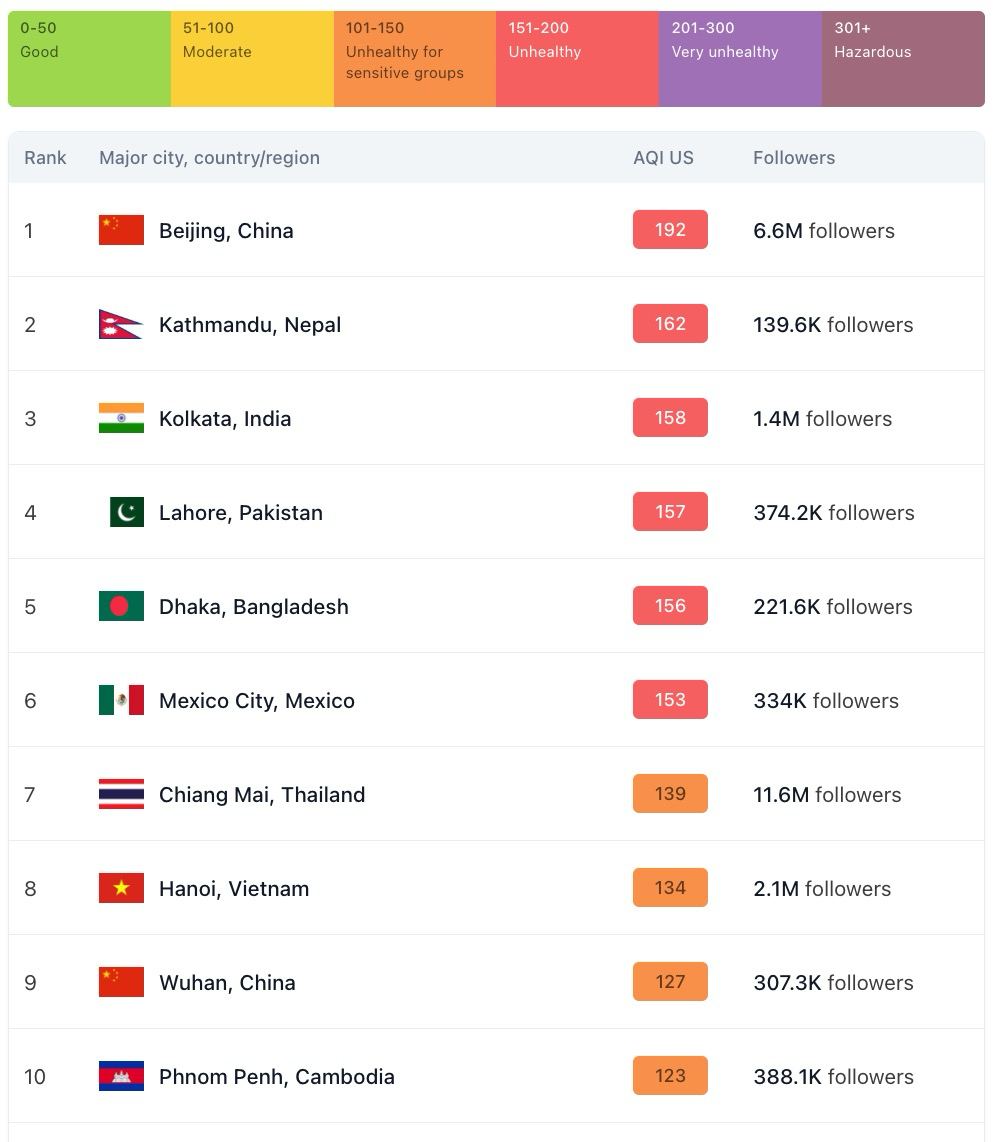 0-50
Good
51-100
Moderate
101-150
Unhealthy for
sensitive groups
151-200
Unhealthy
201-300
Very unhealthy
301+
Hazardous
Rank Major city, country/region AQI US Followers
1 Beijing, China 192 6.6M followers
2 Kathmandu, Nepal 162 139.6K followers
3 Kolkata, India 158 1.4M followers
4 Lahore, Pakistan 157 374.2K followers
5 Dhaka, Bangladesh 156 221.6K followers
6 Mexico City, Mexico 153 334K followers
7 Chiang Mai, Thailand 139 11.6M followers
8 Hanoi, Vietnam 134 2.1M followers
9 Wuhan, China 127 307.3K followers
10 Phnom Penh, Cambodia 123 388.1K followers